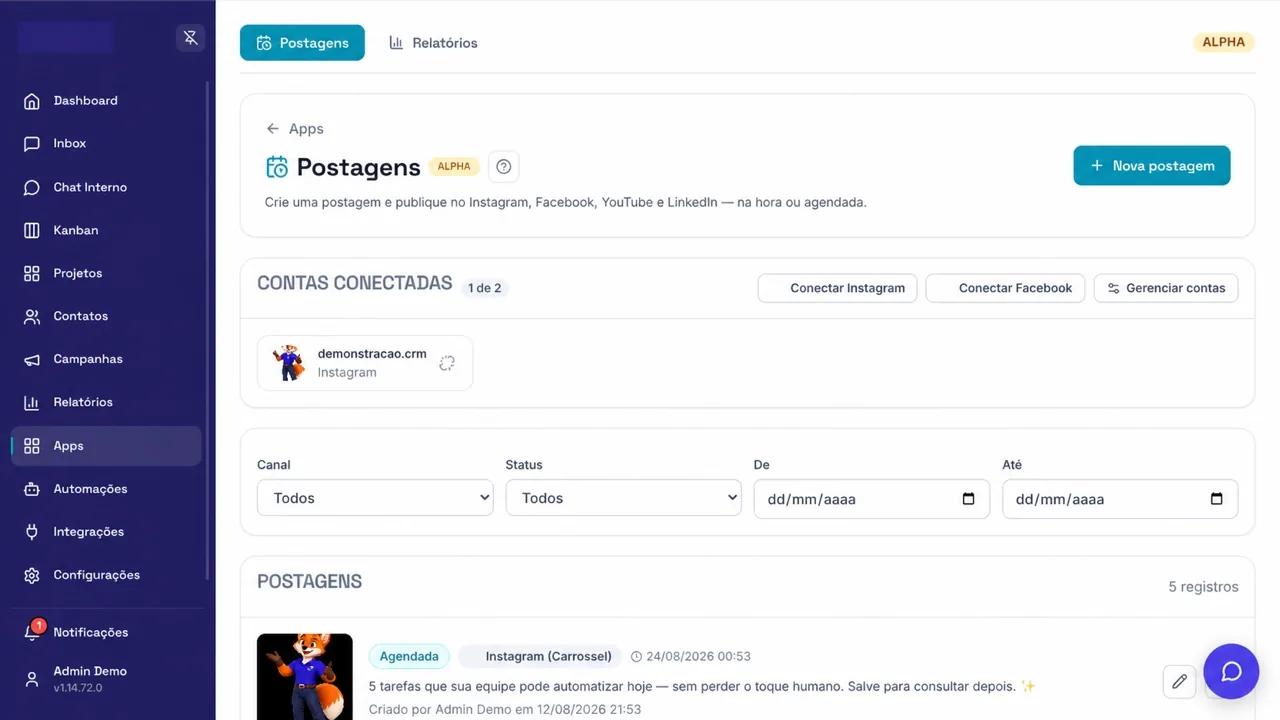 Postagens
Relatórios
ALPHA
Dashboard
Inbox
Chat Interno
Kanban
Projetos
Contatos
Campanhas
Relatórios
Apps
Automações
Integrações
Configurações
1
Notificações
Admin Demo
v1.14.72.0
Apps
Postagens ALPHA
Nova postagem
Crie uma postagem e publique no Instagram, Facebook, YouTube e LinkedIn — na hora ou agendada.
CONTAS CONECTADAS 1 de 2
Conectar Instagram
Conectar Facebook
Gerenciar contas
demonstracao.crm
Instagram
Canal
Status
De
Até
Todos
Todos
dd/mm/aaaa
dd/mm/aaaa
POSTAGENS
5 registros
Agendada
Instagram (Carrossel)
24/08/2026 00:53
5 tarefas que sua equipe pode automatizar hoje — sem perder o toque humano. Salve para consultar depois. ✨
Criado por Admin Demo em 12/08/2026 21:53